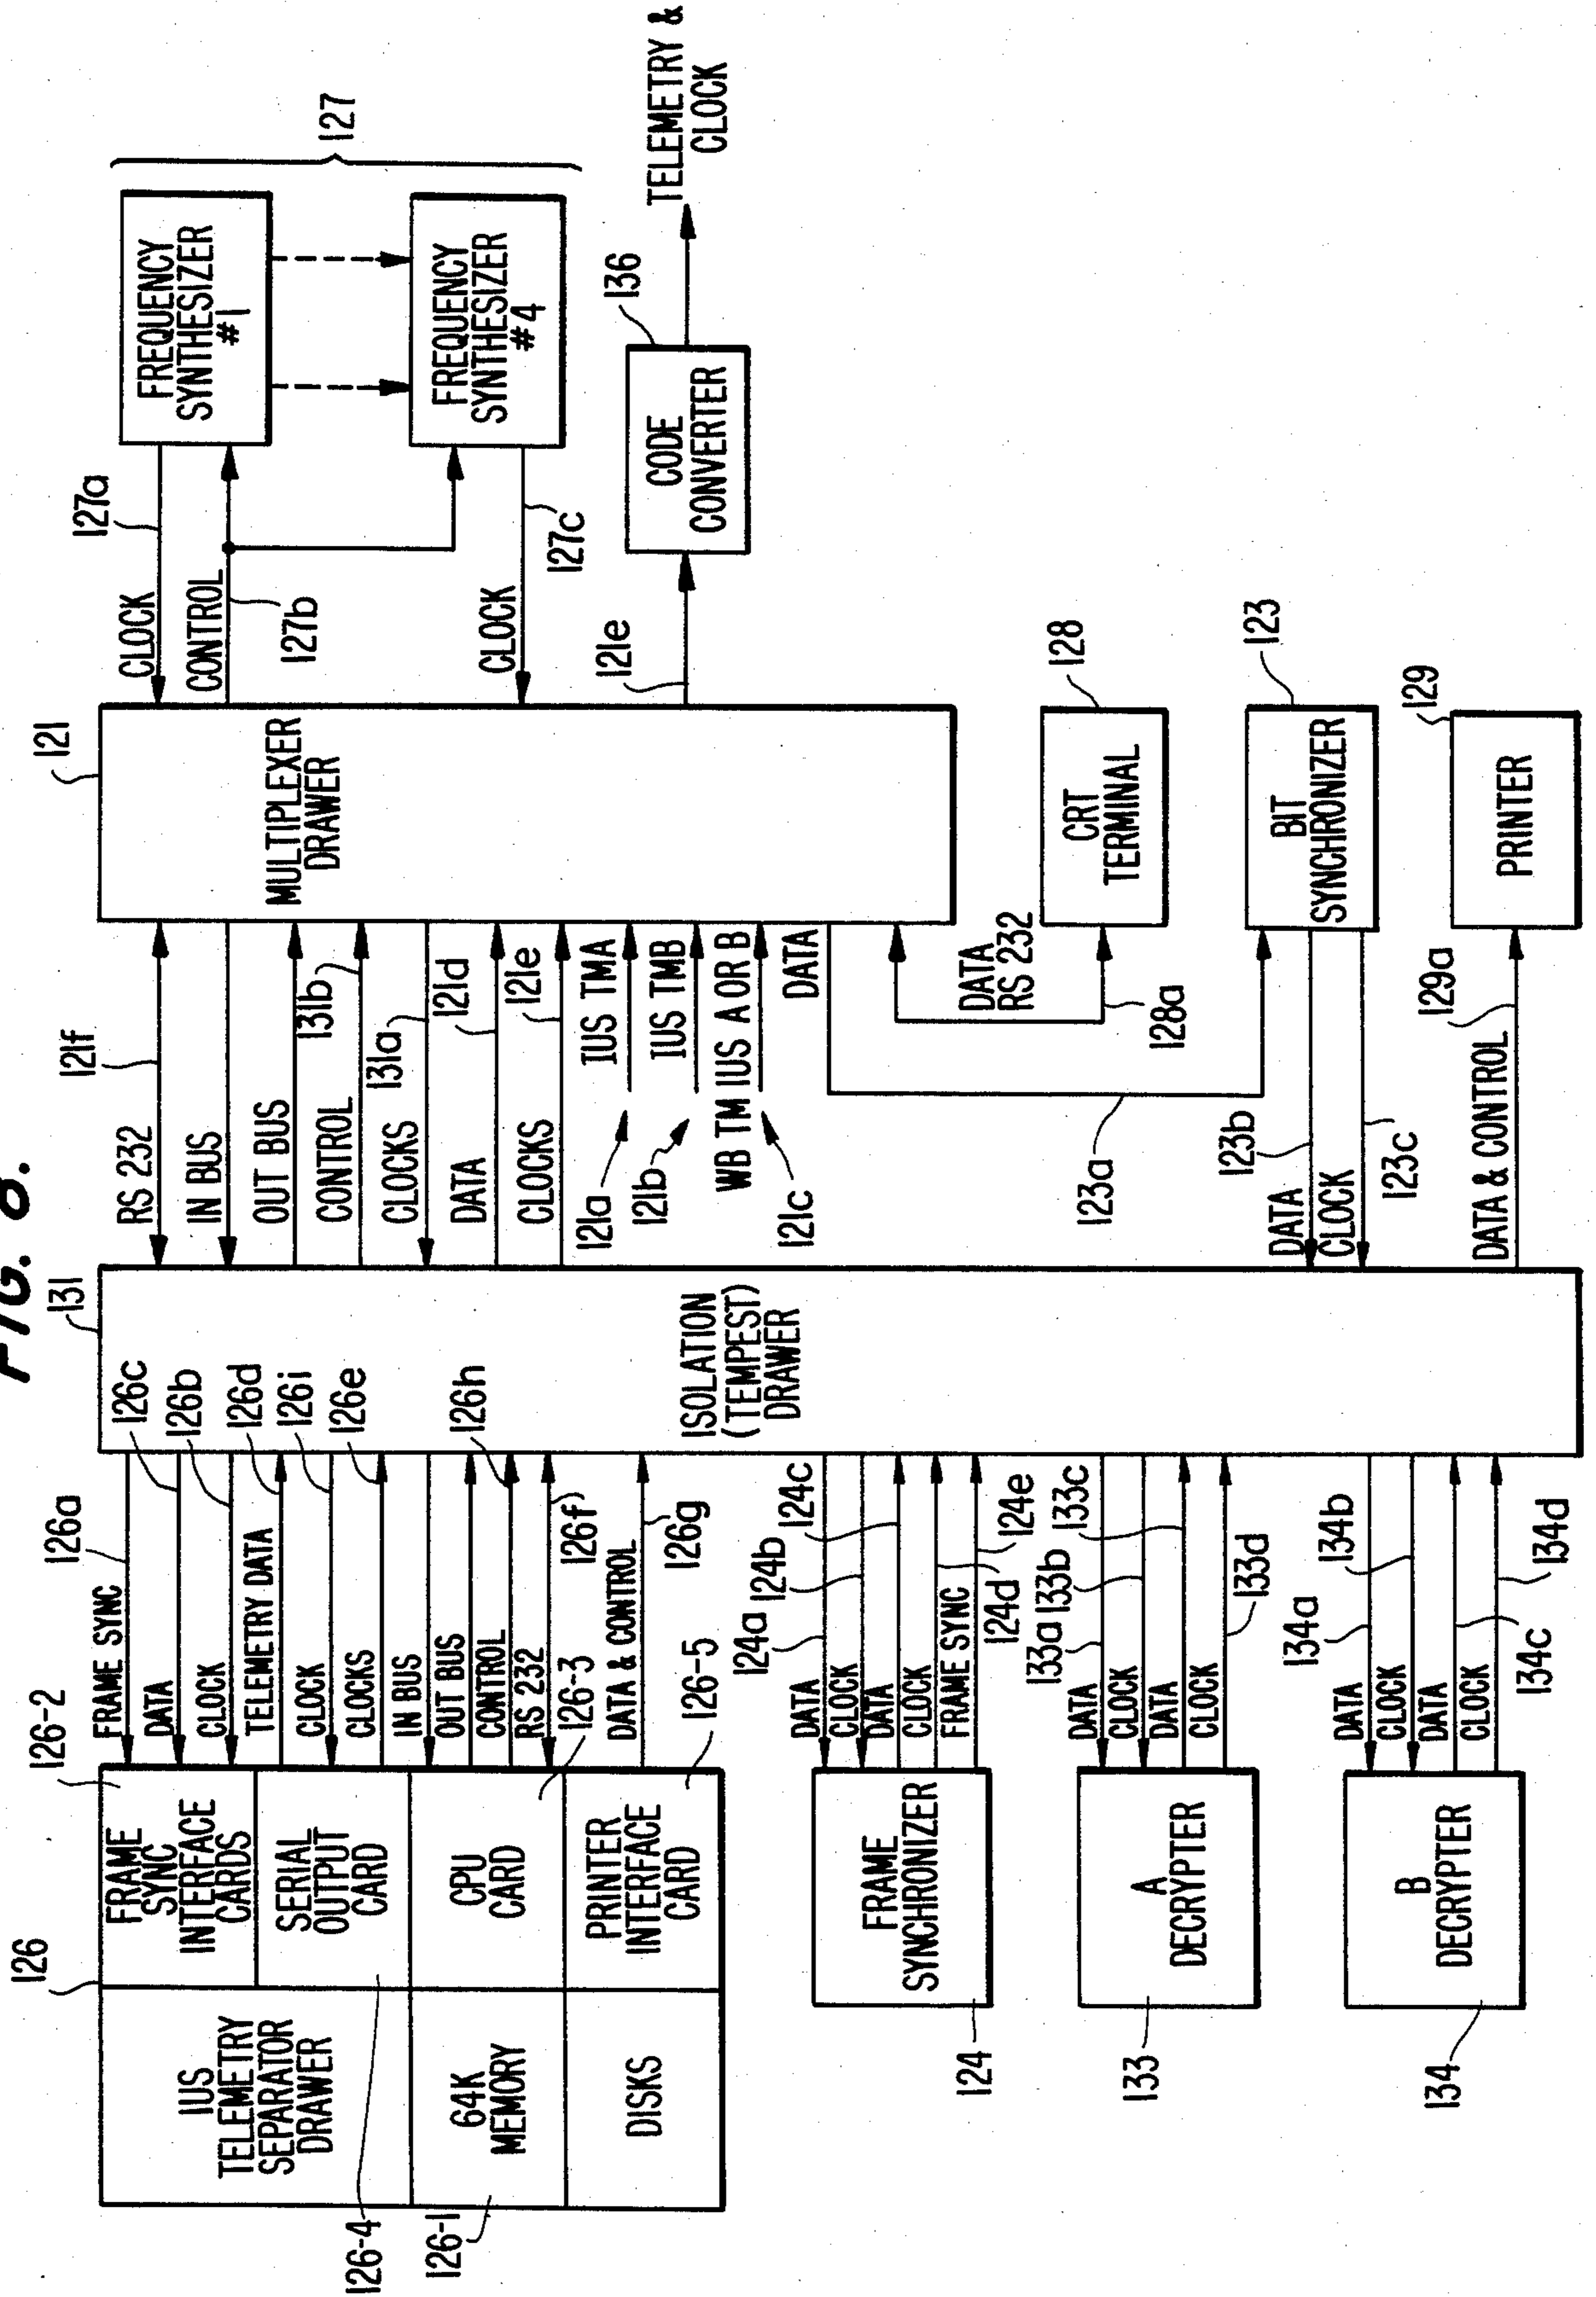 FIG. 8.
126
IUS
TELEMETRY
SEPARATOR
DRAWER
126-4
64K
MEMORY
126-1
DISKS
126-2
FRAME
SYNC
INTERFACE
CARDS
SERIAL
OUTPUT
CARD
CPU
CARD
126-3
PRINTER
INTERFACE
CARD
126-5
FRAME SYNC
126a
DATA
126c
CLOCK
126b
TELEMETRY DATA
126d
CLOCK
126i
CLOCKS
126e
IN BUS
OUT BUS
CONTROL
126h
RS 232
126f
DATA & CONTROL
126g
FRAME
SYNCHRONIZER
124
DATA
124a
CLOCK
124b
DATA
124c
CLOCK
124d
FRAME SYNC
124e
A
DECRYPTER
133
DATA
133a
CLOCK
133b
DATA
133c
CLOCK
133d
B
DECRYPTER
134
DATA
134a
CLOCK
134b
DATA
134c
CLOCK
134d
131
ISOLATION
(TEMPEST)
DRAWER
RS 232
121f
IN BUS
OUT BUS
CONTROL
131b
CLOCKS
131a
DATA
121d
CLOCKS
121e
121a
IUS TMA
121b
IUS TMB
121c
WB TM IUS A OR B
DATA
123a
DATA
RS 232
128a
DATA
123b
CLOCK
123c
DATA & CONTROL
129a
121
MULTIPLEXER
DRAWER
CRT
TERMINAL
128
BIT
SYNCHRONIZER
123
PRINTER
129
CLOCK
127a
CONTROL
127b
CLOCK
127c
121e
FREQUENCY
SYNTHESIZER
#1
FREQUENCY
SYNTHESIZER
#4
127
CODE
CONVERTER
136
TELEMETRY &
CLOCK